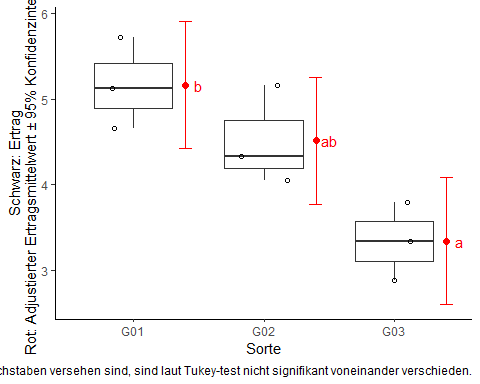 Schwarz: Ertrag
Rot: Adjustierter Ertragsmittelwert ± 95% Konfidenzinte
6
5
4
3
b
ab
a
G01 G02 G03
Sorte
chstaben versehen sind, sind laut Tukey-test nicht signifikant voneinander verschieden.